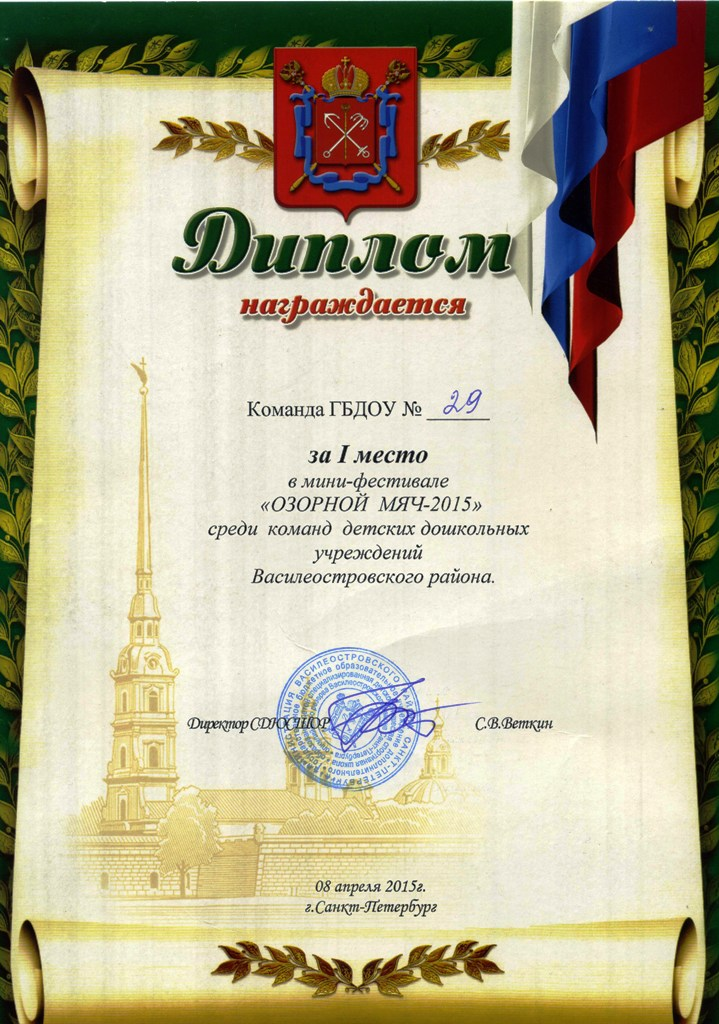 Диплом
награждается
Команда ГБДОУ № 29
за I место
в мини-фестивале
«ОЗОРНОЙ МЯЧ-2015»
среди команд детских дошкольных
учреждений
Василеостровского района.
Директор СДЮСШОР
С.В.Веткин
08 апреля 2015г.
г.Санкт-Петербург